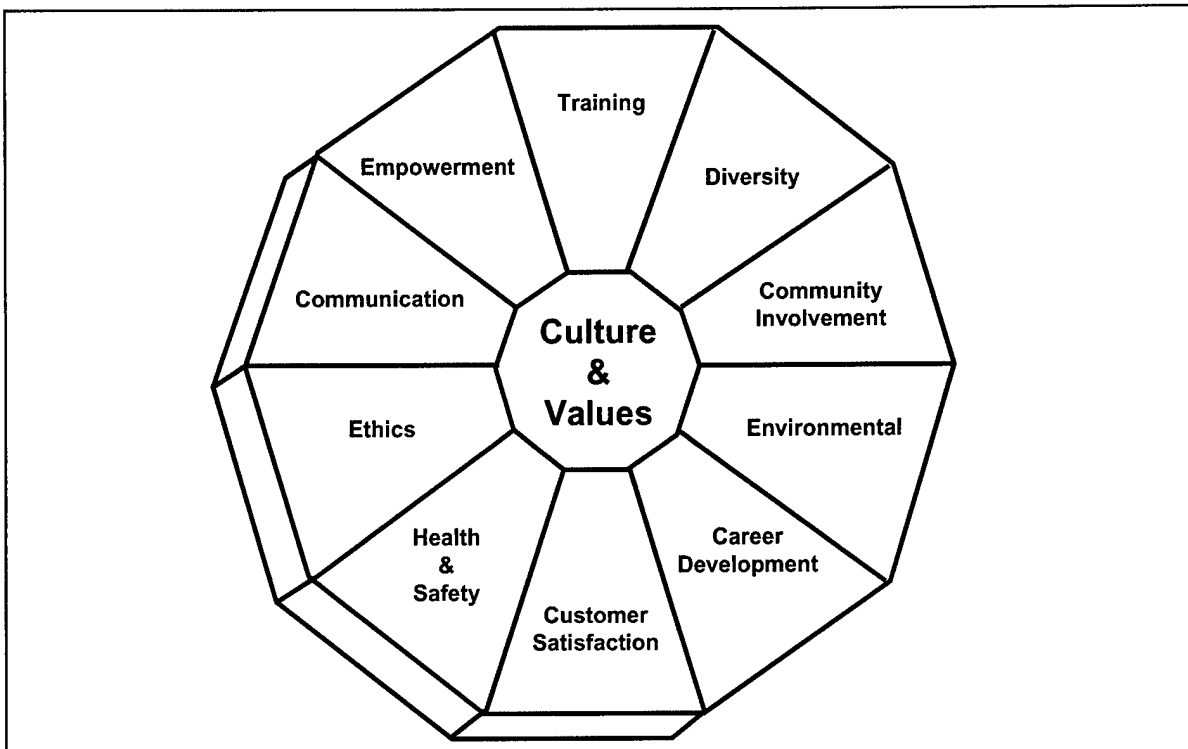 Training
Diversity
Community
Involvement
Environmental
Career
Development
Customer
Satisfaction
Health
&
Safety
Ethics
Communication
Empowerment
Culture
&
Values